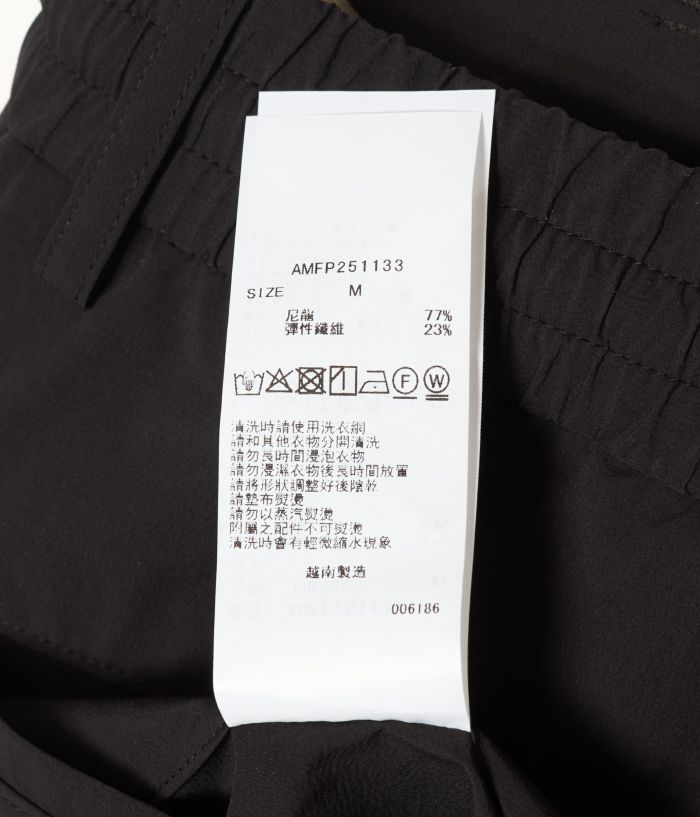 AMFP251133
SIZE M
尼龍 77%
彈性纖維 23%
F W
清洗時請使用洗衣網
請和其他衣物分開清洗
請勿長時間浸泡衣物
請勿浸濕衣物後長時間放置
請將形狀調整好後陰乾
請墊布熨燙
請勿以蒸汽熨燙
附屬之配件不可熨燙
清洗時會有輕微縮水現象
越南製造
006186